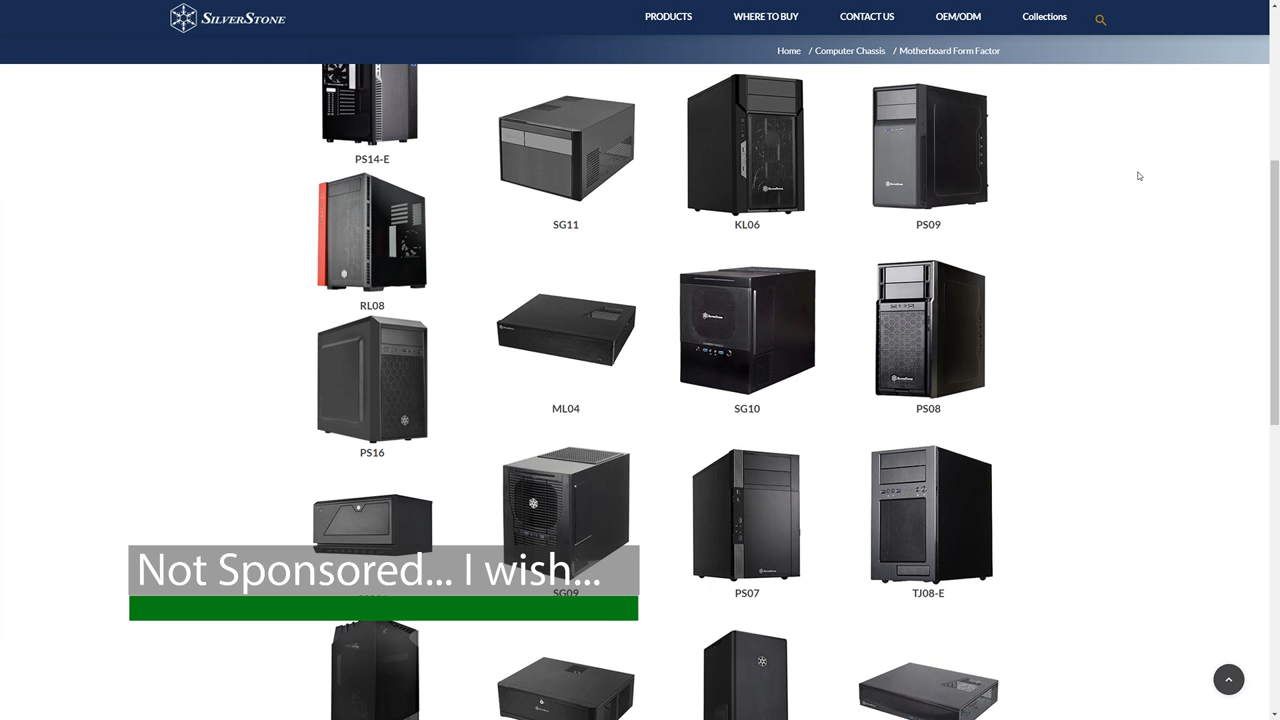 SILVERSTONE
PRODUCTS
WHERE TO BUY
CONTACT US
OEM/ODM
Collections
Home / Computer Chassis / Motherboard Form Factor
PS14-E
SG11
KL06
PS09
RL08
ML04
SG10
PS08
PS16
Not Sponsored... I wish...
SG09
PS07
TJ08-E